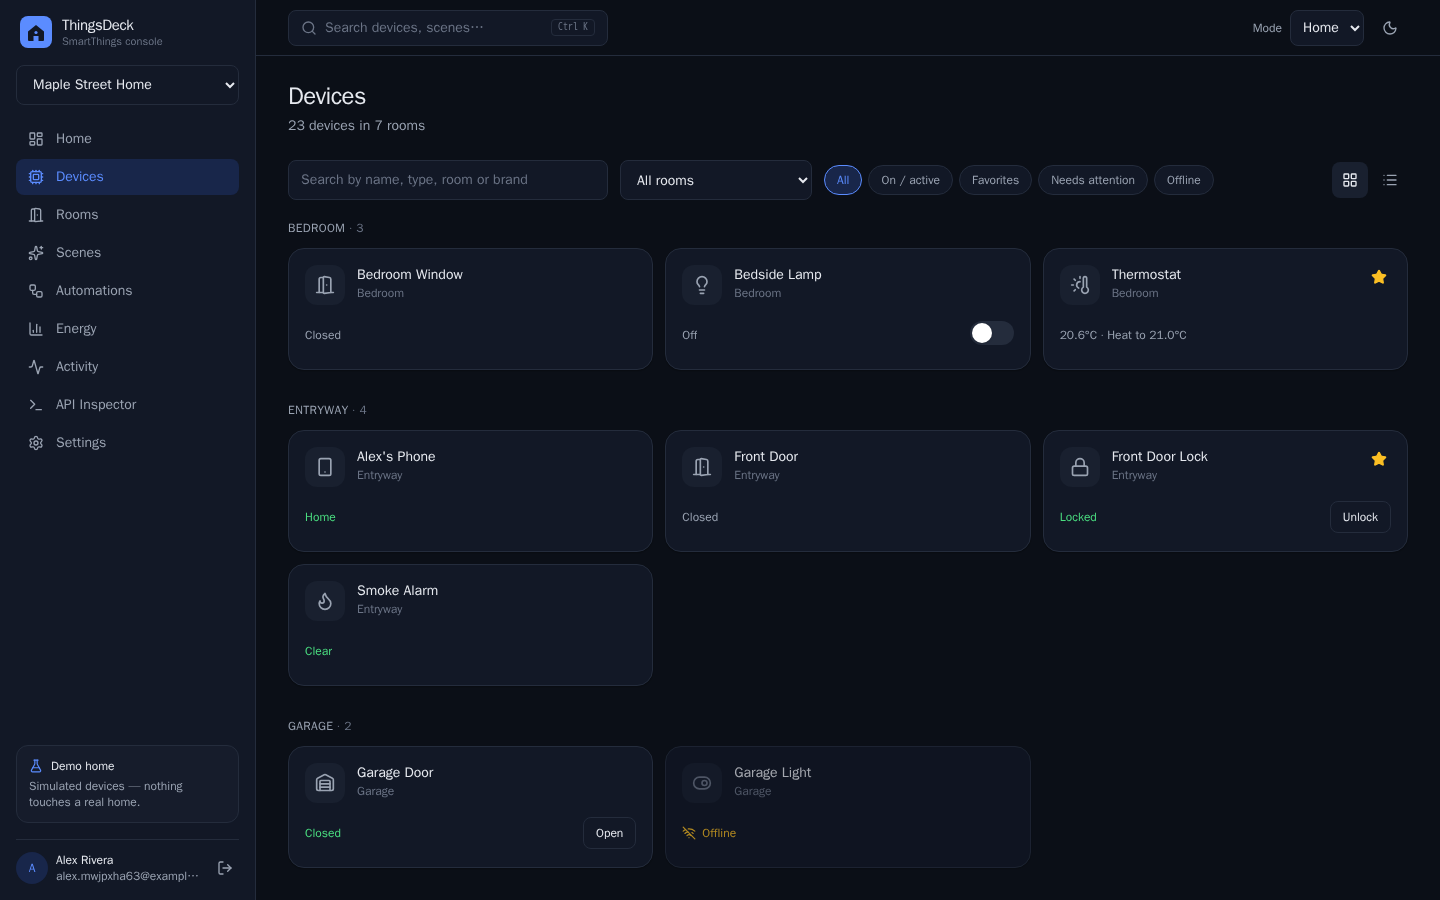 ThingsDeck
SmartThings console
Maple Street Home
Home
Devices
Rooms
Scenes
Automations
Energy
Activity
API Inspector
Settings
Demo home
Simulated devices — nothing
touches a real home.
A
Alex Rivera
alex.mwjpxha63@exampl···
Search devices, scenes···
Ctrl K
Mode
Home
Devices
23 devices in 7 rooms
Search by name, type, room or brand
All rooms
All
On / active
Favorites
Needs attention
Offline
BEDROOM · 3
Bedroom Window
Bedroom
Closed
Bedside Lamp
Bedroom
Off
Thermostat
Bedroom
20.6°C · Heat to 21.0°C
ENTRYWAY · 4
Alex's Phone
Entryway
Home
Front Door
Entryway
Closed
Front Door Lock
Entryway
Locked
Unlock
Smoke Alarm
Entryway
Clear
GARAGE · 2
Garage Door
Garage
Closed
Open
Garage Light
Garage
Offline